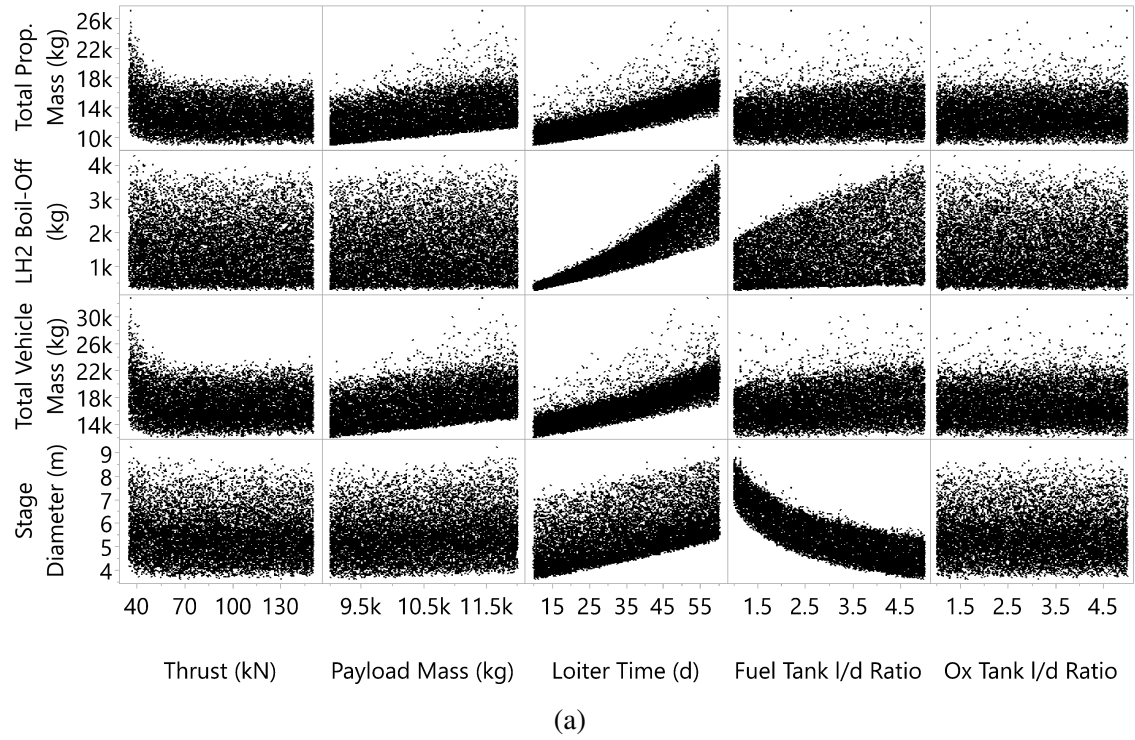 Total Prop.
Mass (kg)
26k
22k
18k
14k
10k
LH2 Boil-Off
(kg)
4k
3k
2k
1k
Total Vehicle
Mass (kg)
30k
26k
22k
18k
14k
Stage
Diameter (m)
9
8
7
6
5
4
40 70 100 130 9.5k 10.5k 11.5k 15 25 35 45 55 1.5 2.5 3.5 4.5 1.5 2.5 3.5 4.5
Thrust (kN) Payload Mass (kg) Loiter Time (d) Fuel Tank l/d Ratio Ox Tank l/d Ratio
(a)